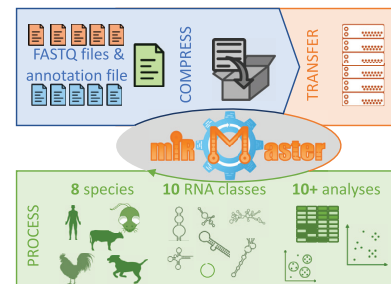 FASTQ files &
annotation file
COMPRESS
TRANSFER
miRMaster
8 species
10 RNA classes
10+ analyses
PROCESS